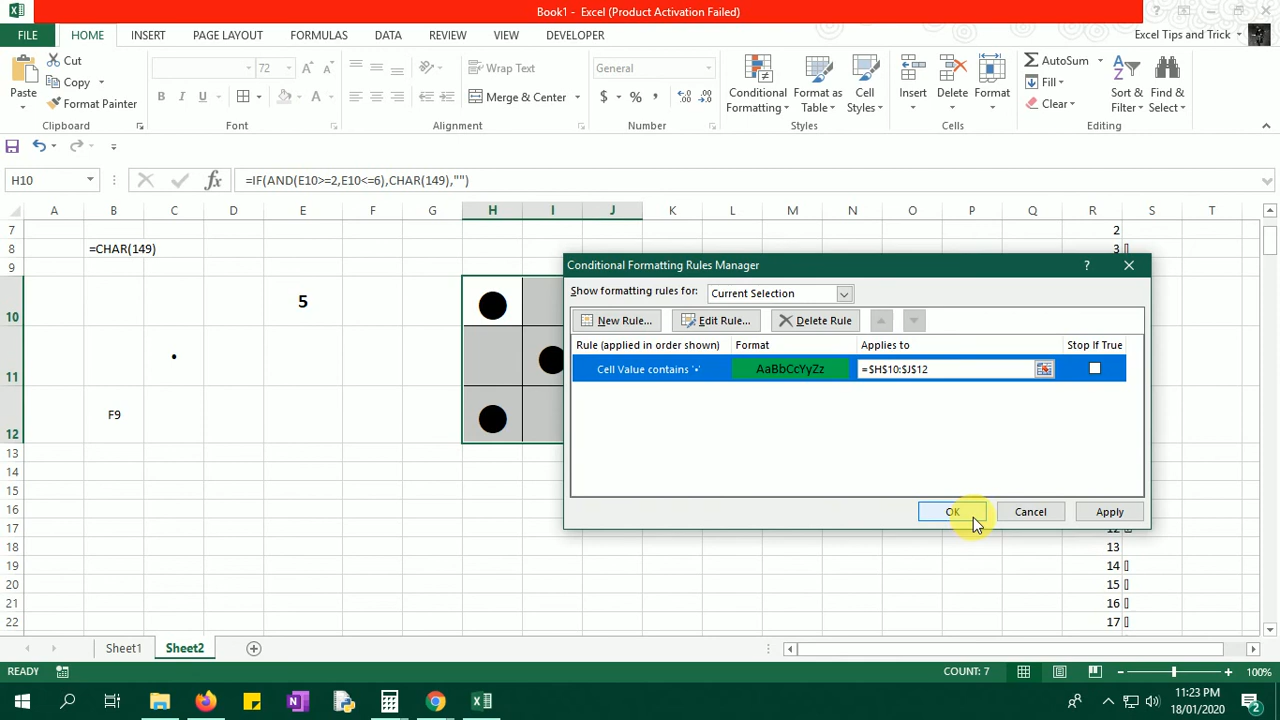 Book1 - Excel (Product Activation Failed)
FILE HOME INSERT PAGE LAYOUT FORMULAS DATA REVIEW VIEW DEVELOPER Excel Tips and Trick
Paste Cut Copy Format Painter
72
B I U
Wrap Text
Merge & Center
General
$ % ,
Conditional Formatting Format as Table Cell Styles
Insert Delete Format
AutoSum Fill Clear
Sort & Filter Find & Select
Clipboard Font Alignment Number Styles Cells Editing
H10 fx =IF(AND(E10>=2,E10<=6),CHAR(149),"")
A B C D E F G H I J K L M N O P Q R S T
7 2
8 =CHAR(149) 3
9
10 5
11 •
12 F9
13
14
15
16
17 12
18 13
20 14
20 15
21 16
22 17
Conditional Formatting Rules Manager ?
Show formatting rules for: Current Selection
New Rule... Edit Rule... Delete Rule
Rule (applied in order shown) Format Applies to Stop If True
Cell Value contains '•' AaBbCcYyZz =$H$10:$J$12
OK Cancel Apply
Sheet1 Sheet2
READY COUNT: 7 100%
11:23 PM
18/01/2020
2